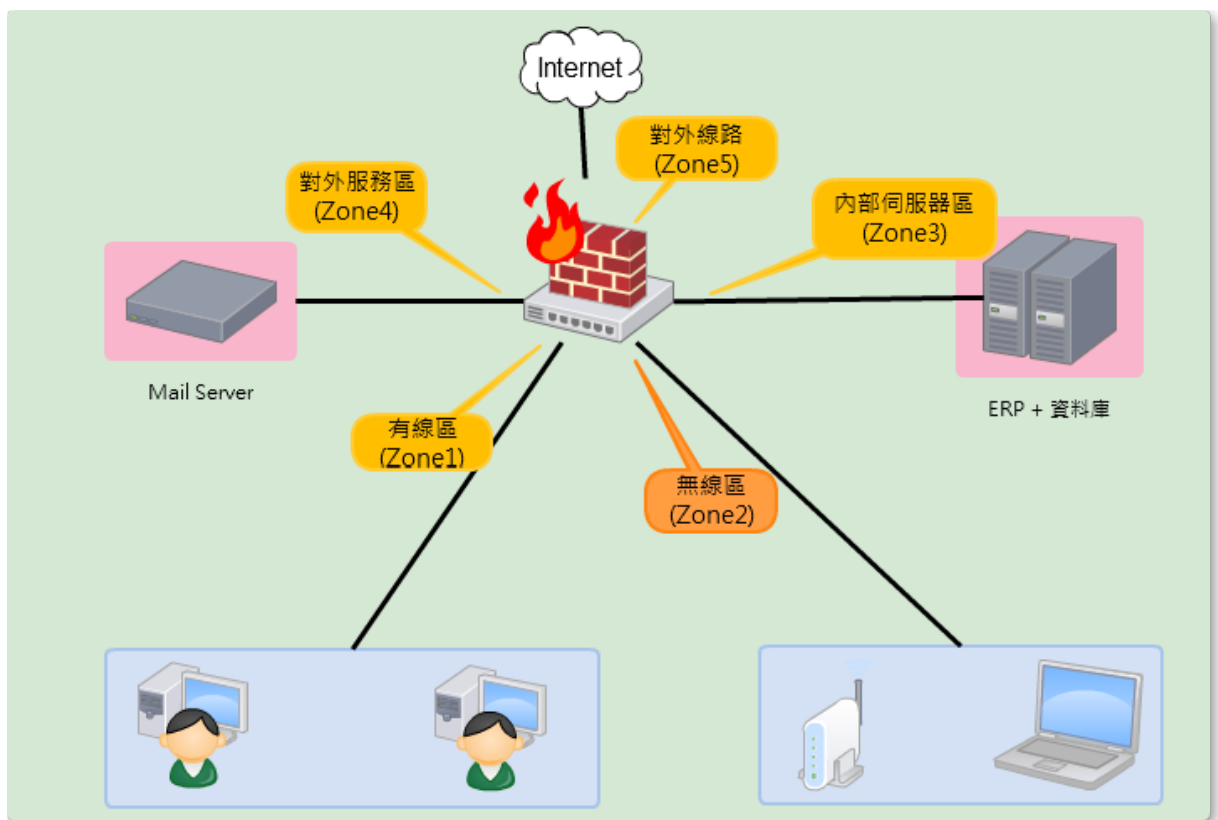 Internet
對外線路
(Zone5)
對外服務區
(Zone4)
內部伺服器區
(Zone3)
Mail Server
ERP + 資料庫
有線區
(Zone1)
無線區
(Zone2)